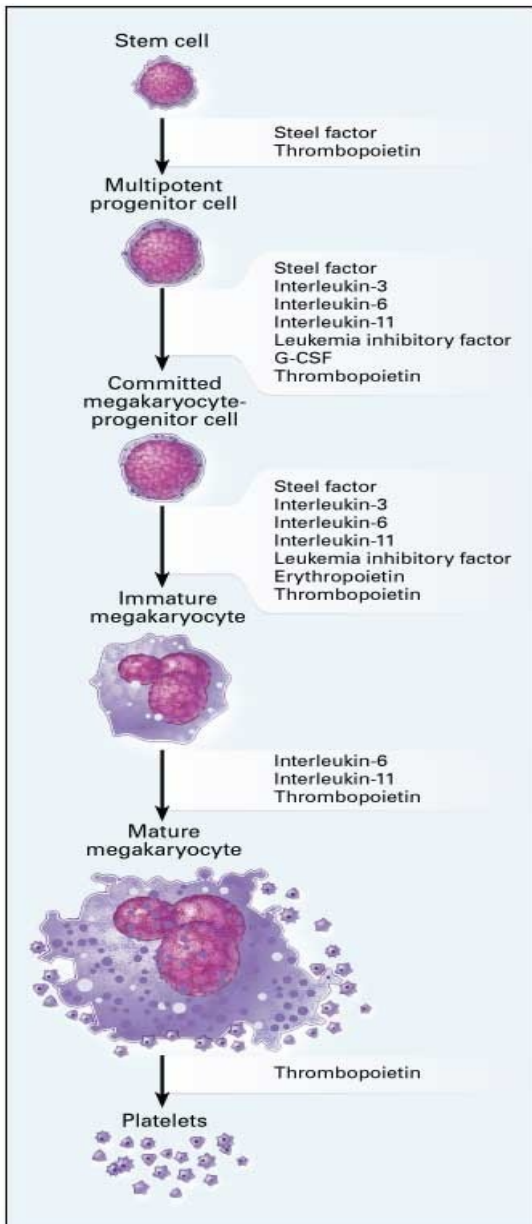 Stem cell
Steel factor
Thrombopoietin
Multipotent
progenitor cell
Steel factor
Interleukin-3
Interleukin-6
Interleukin-11
Leukemia inhibitory factor
G-CSF
Thrombopoietin
Committed
megakaryocyte-
progenitor cell
Steel factor
Interleukin-3
Interleukin-6
Interleukin-11
Leukemia inhibitory factor
Erythropoietin
Thrombopoietin
Immature
megakaryocyte
Interleukin-6
Interleukin-11
Thrombopoietin
Mature
megakaryocyte
Thrombopoietin
Platelets